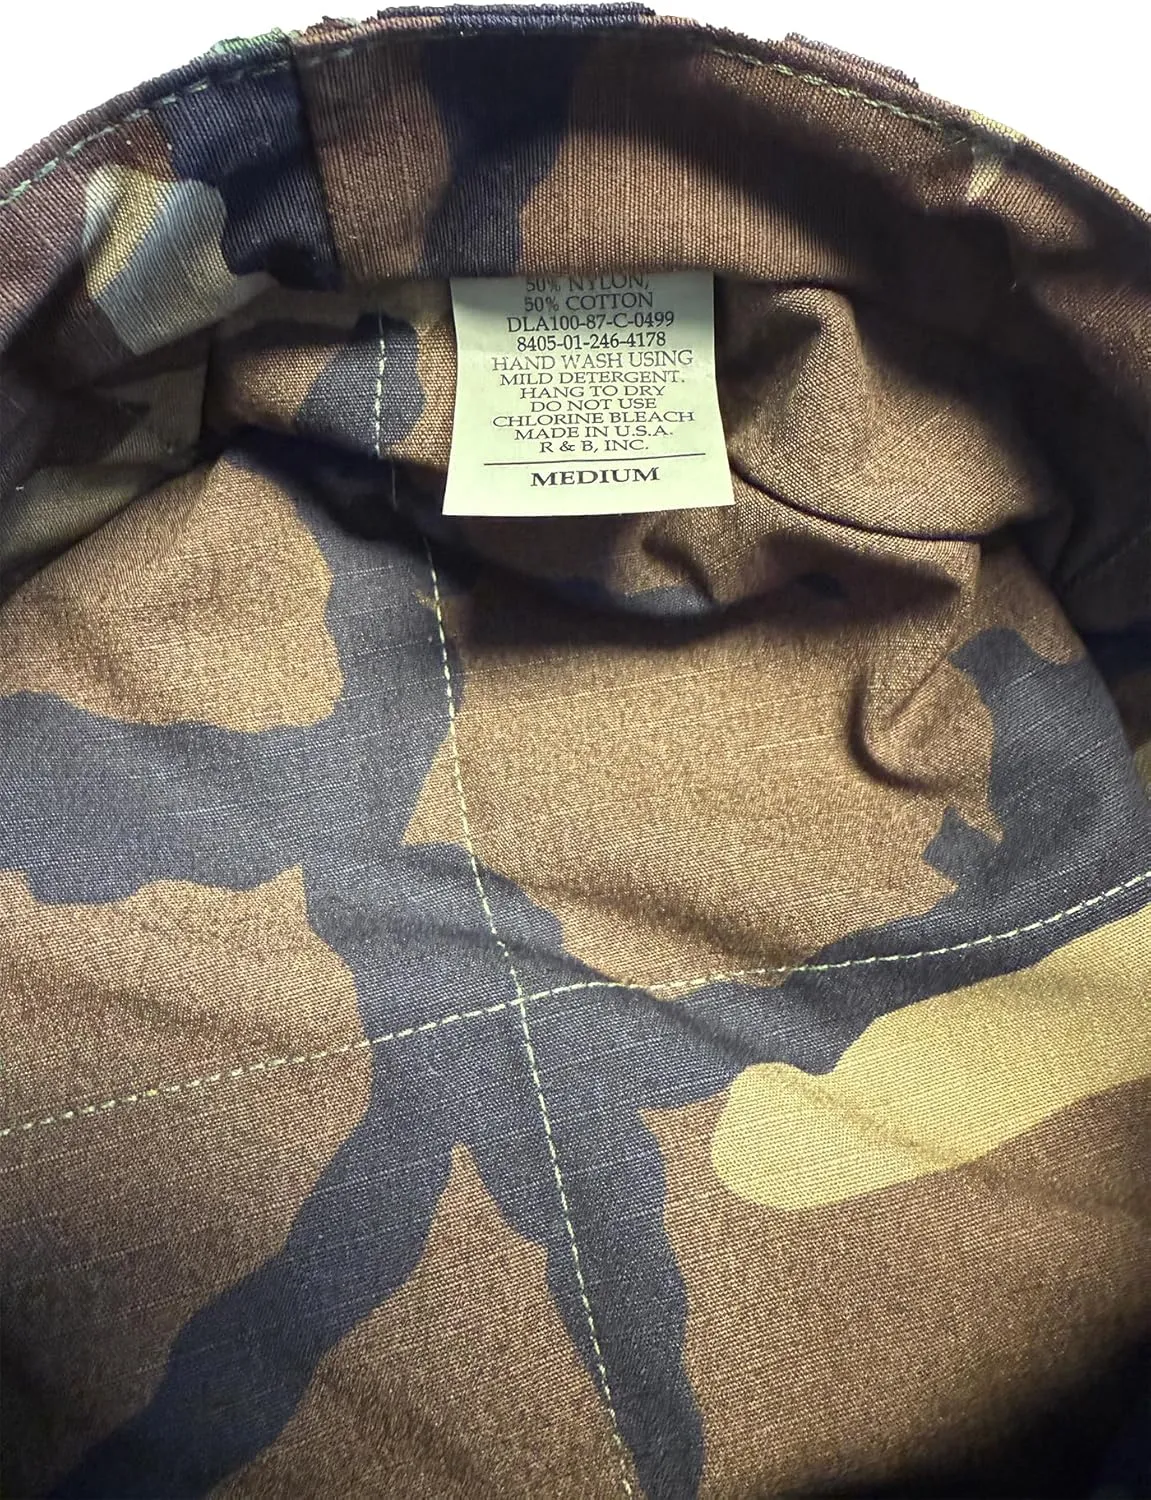 50% NYLON,
50% COTTON
DLA100-87-C-0499
8405-01-246-4178
HAND WASH USING
MILD DETERGENT.
HANG TO DRY
DO NOT USE
CHLORINE BLEACH
MADE IN U.S.A.
R & B, INC.
MEDIUM